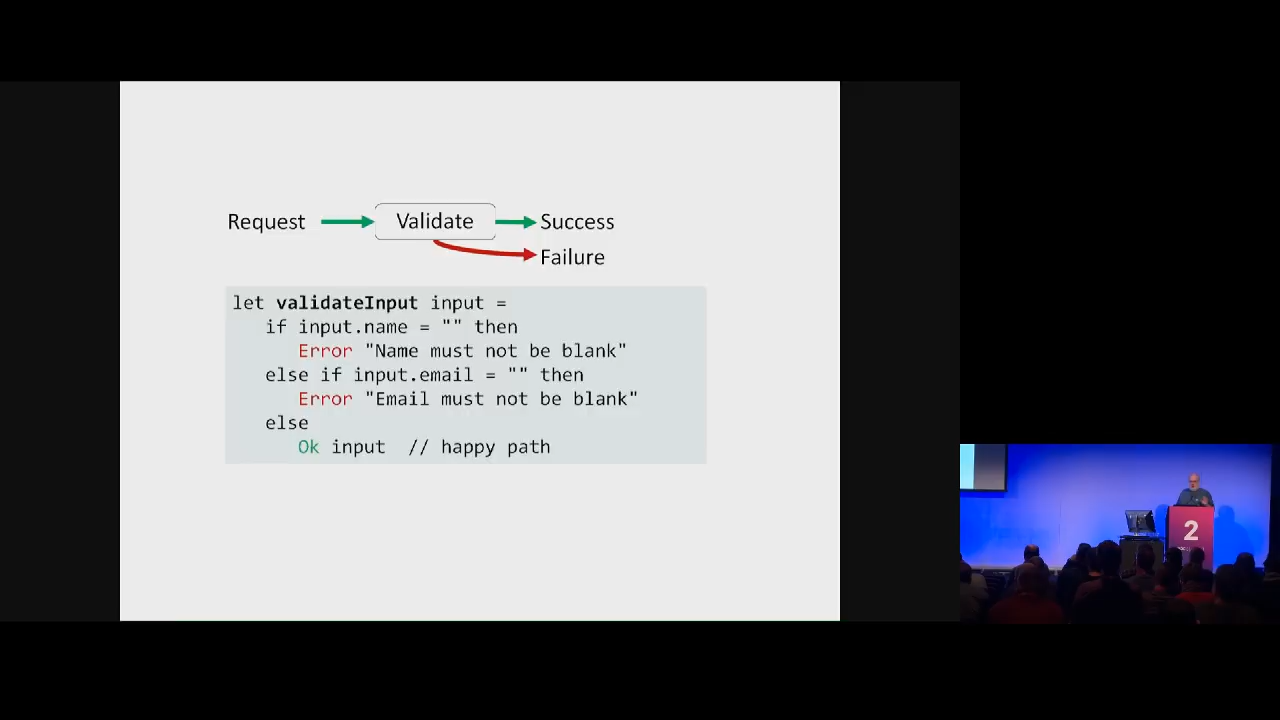 Request Validate Success
Failure
let validateInput input =
if input.name = "" then
Error "Name must not be blank"
else if input.email = "" then
Error "Email must not be blank"
else
Ok input // happy path
2